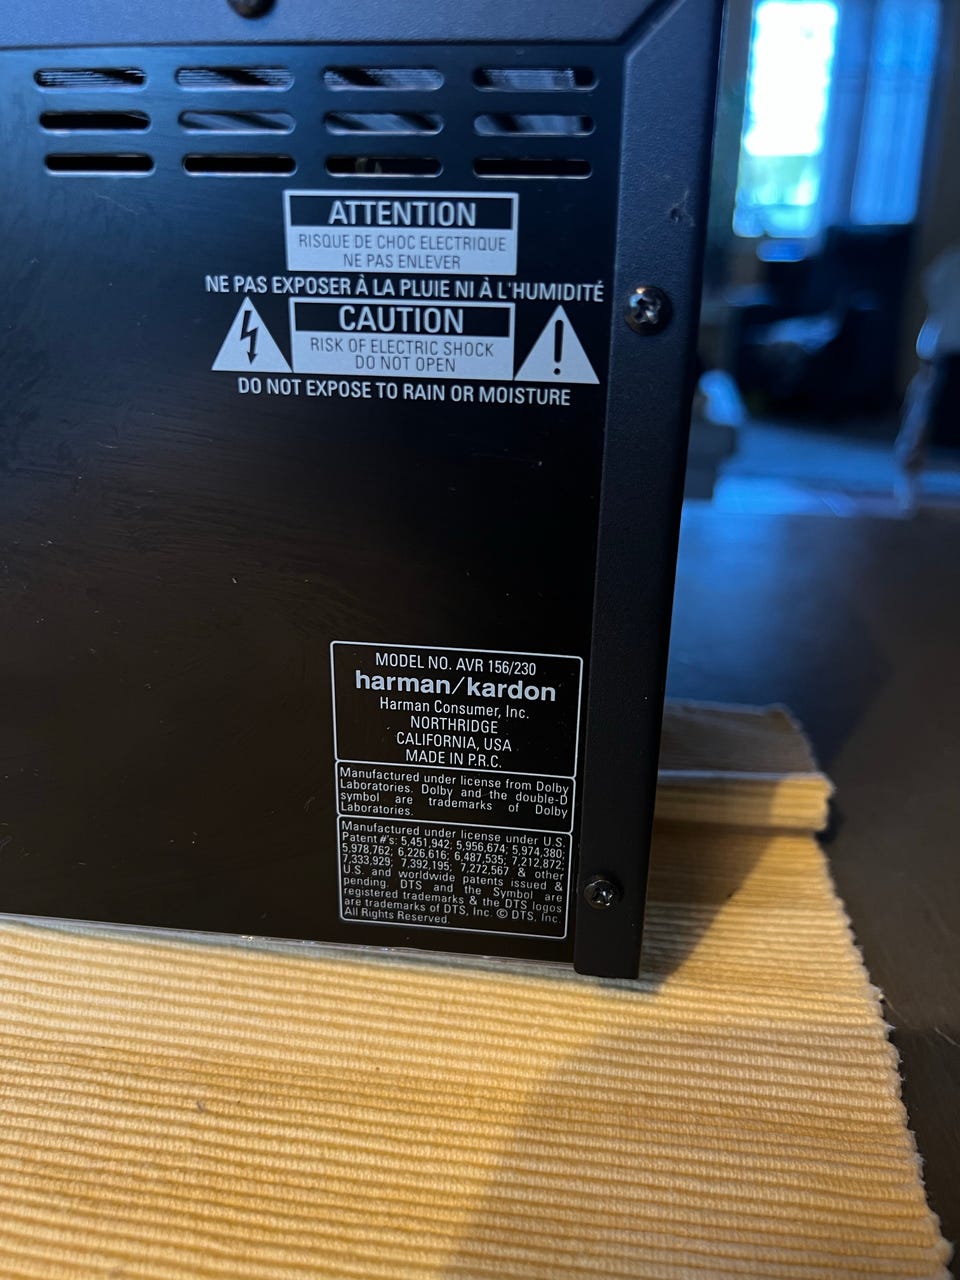 ATTENTION
RISQUE DE CHOC ELECTRIQUE
NE PAS ENLEVER
NE PAS EXPOSER À LA PLUIE NI À L'HUMIDITÉ
CAUTION
RISK OF ELECTRIC SHOCK
DO NOT OPEN
DO NOT EXPOSE TO RAIN OR MOISTURE
MODEL NO. AVR 156/230
harman/kardon
Harman Consumer, Inc.
NORTHRIDGE
CALIFORNIA, USA
MADE IN P.R.C.
Manufactured under license from Dolby
Laboratories. Dolby and the double-D
symbol are trademarks of Dolby
Laboratories.
Manufactured under license under U.S.
Patent #'s: 5,451,942; 5,956,674; 5,974,380;
5,978,762; 6,226,616; 6,487,535; 7,212,872;
7,333,929; 7,392,195; 7,272,567 & other
U.S. and worldwide patents issued &
pending. DTS and the Symbol are
registered trademarks & the DTS logos
are trademarks of DTS, Inc. © DTS, Inc.
All Rights Reserved.